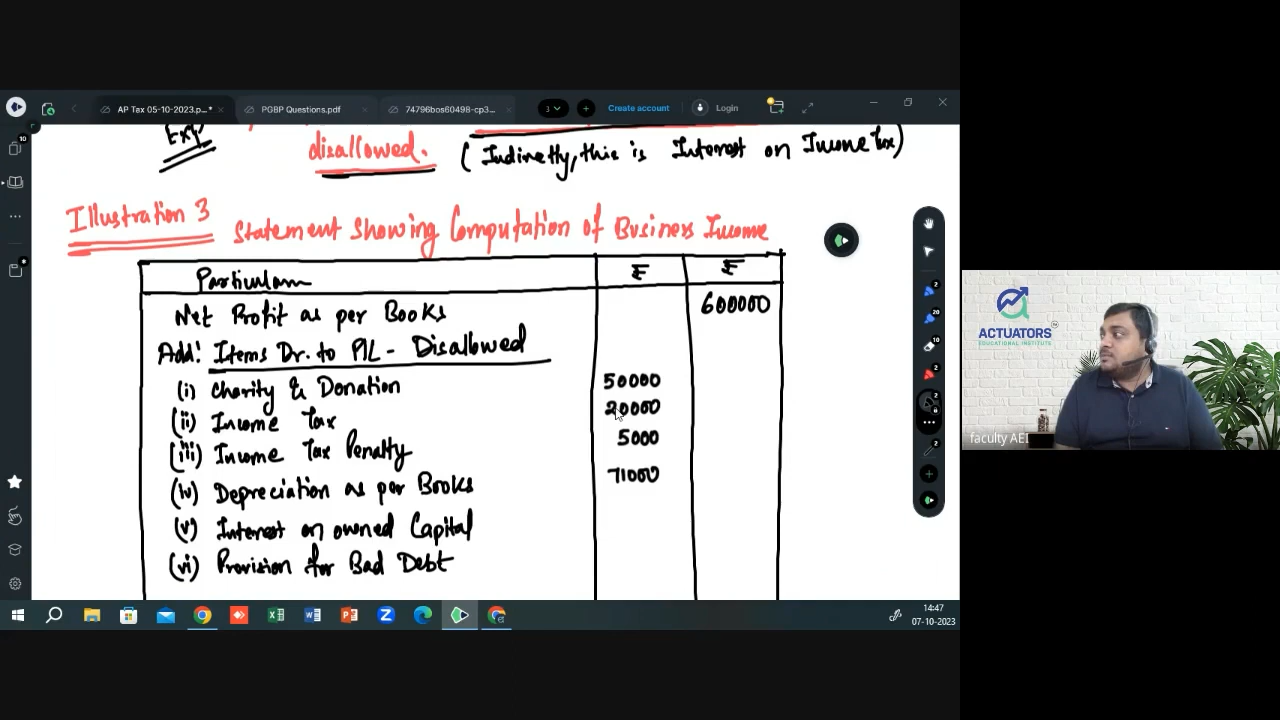 AP Tax 05-10-2023.p...*
PGBP Questions.pdf
74796bos60498-cp3...
3
Create account
Login
Exp
disallowed.
(Indirectly, this is Interest on Income Tax)
Illustration 3
Statement Showing Computation of Business Income
Particulars ₹ ₹
Net Profit as per Books 600000
Add: Items Dr. to P/L - Disallowed
(i) Charity & Donation 50000
(ii) Income Tax 20000
(iii) Income Tax Penalty 5000
(iv) Depreciation as per Books 71000
(v) Interest on owned Capital
(vi) Provision for Bad Debt
ACTUATORS
EDUCATIONAL INSTITUTE
faculty AEI
14:47
07-10-2023